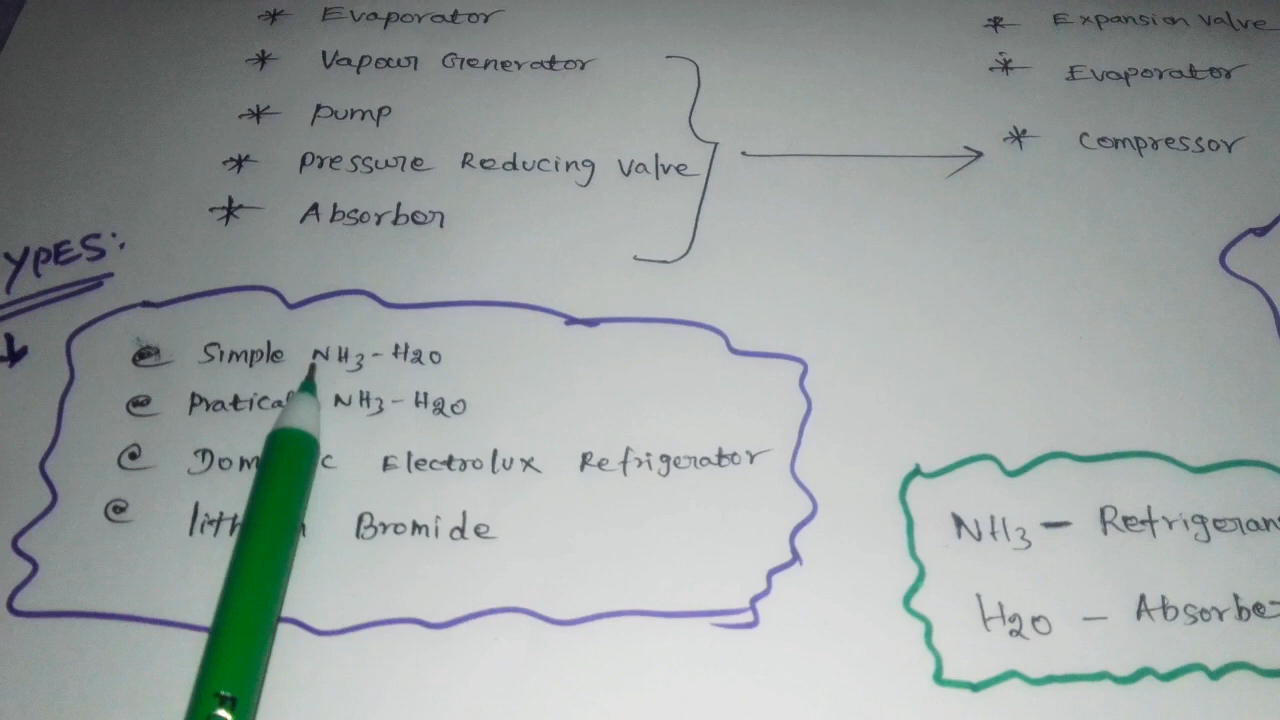 * Evaporator
* Vapour Generator
* Pump
* Pressure Reducing valve
* Absorber
* Expansion valve
* Evaporator
* Compressor
YPES:
@ Simple NH3-H2O
@ Pratical NH3-H2O
@ Electrolux Refrigerator
@ Bromide
NH3 - Refrigeran
H2O - Absorbe